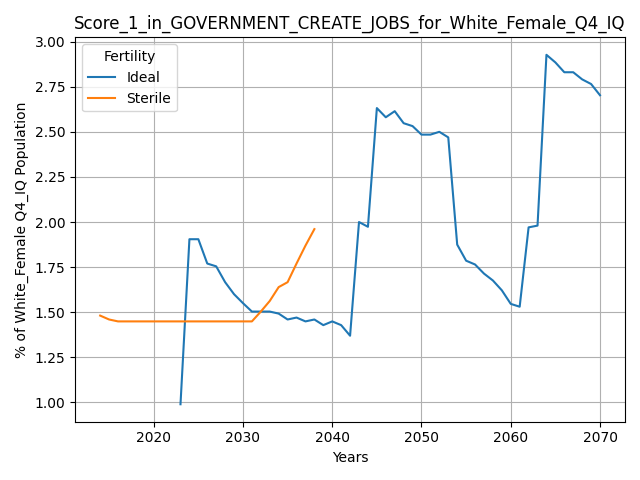 Score_1_in_GOVERNMENT_CREATE_JOBS_for_White_Female_Q4_IQ
Fertility
Ideal
Sterile
% of White_Female Q4_IQ Population
3.00
2.75
2.50
2.25
2.00
1.75
1.50
1.25
1.00
2020 2030 2040 2050 2060 2070
Years